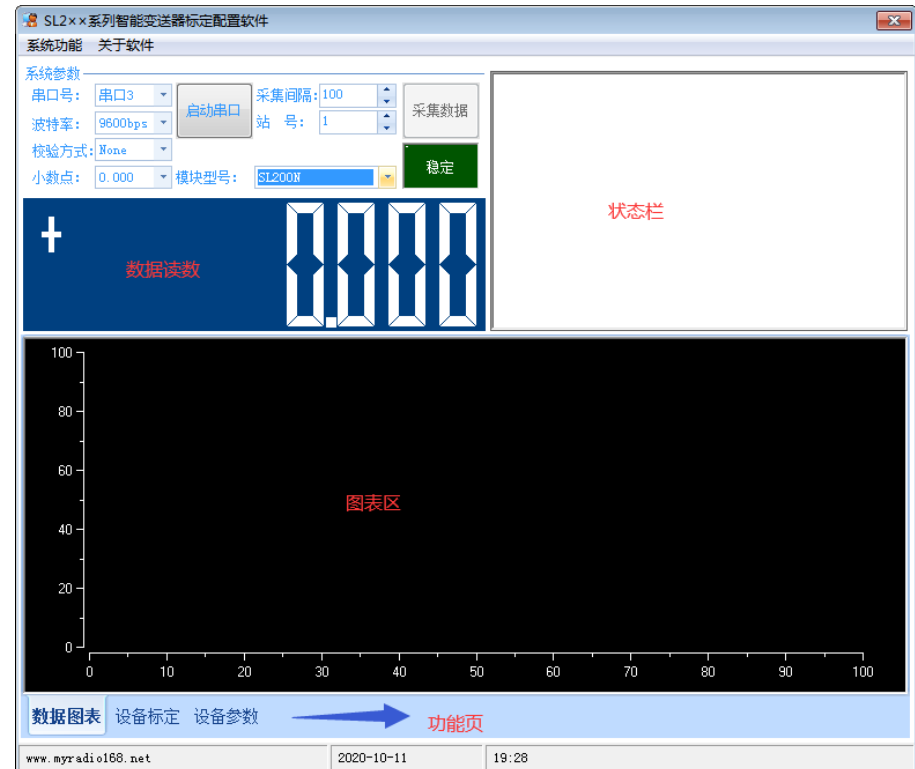 SL2××系列智能变送器标定配置软件
系统功能 关于软件
系统参数
串口号： 串口3 启动串口 采集间隔：100 采集数据
波特率： 9600bps 站 号： 1
校验方式：None 稳定
小数点： 0.000 模块型号： SL200N
+ 0.000
数据读数
状态栏
100
80
60
40
20
0
图表区
0 10 20 30 40 50 60 70 80 90 100
数据图表 设备标定 设备参数 功能页
www.myradio168.net 2020-10-11 19:28